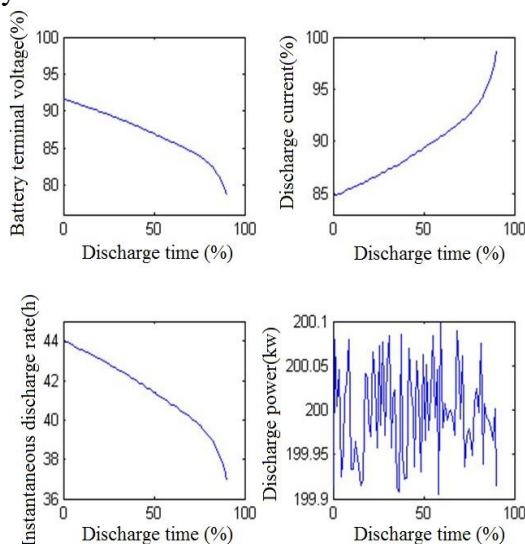 Battery terminal voltage(%)
100
95
90
85
80
0 50 100
Discharge time (%)
Discharge current(%)
100
95
90
85
0 50 100
Discharge time (%)
Instantaneous discharge rate(h)
44
42
40
38
36
0 50 100
Discharge time (%)
Discharge power(kw)
200.1
200.05
200
199.95
199.9
0 50 100
Discharge time (%)